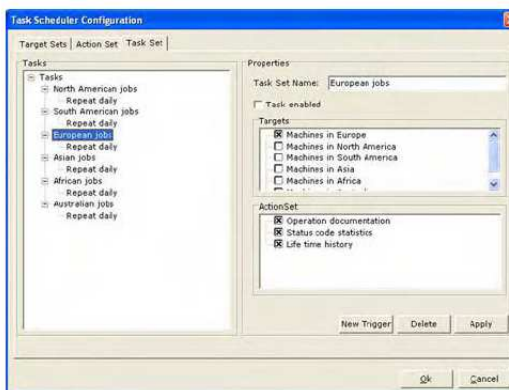 Task Scheduler Configuration
Target Sets
Action Set
Task Set
Tasks
Tasks
North American jobs
Repeat daily
South American jobs
Repeat daily
European jobs
Repeat daily
Asian jobs
Repeat daily
African jobs
Repeat daily
Australian jobs
Repeat daily
Properties
Task Set Name: European jobs
Task enabled
Targets
Machines in Europe
Machines in North America
Machines in South America
Machines in Asia
Machines in Africa
ActionSet
Operation documentation
Status code statistics
Life time history
New Trigger
Delete
Apply
Ok
Cancel